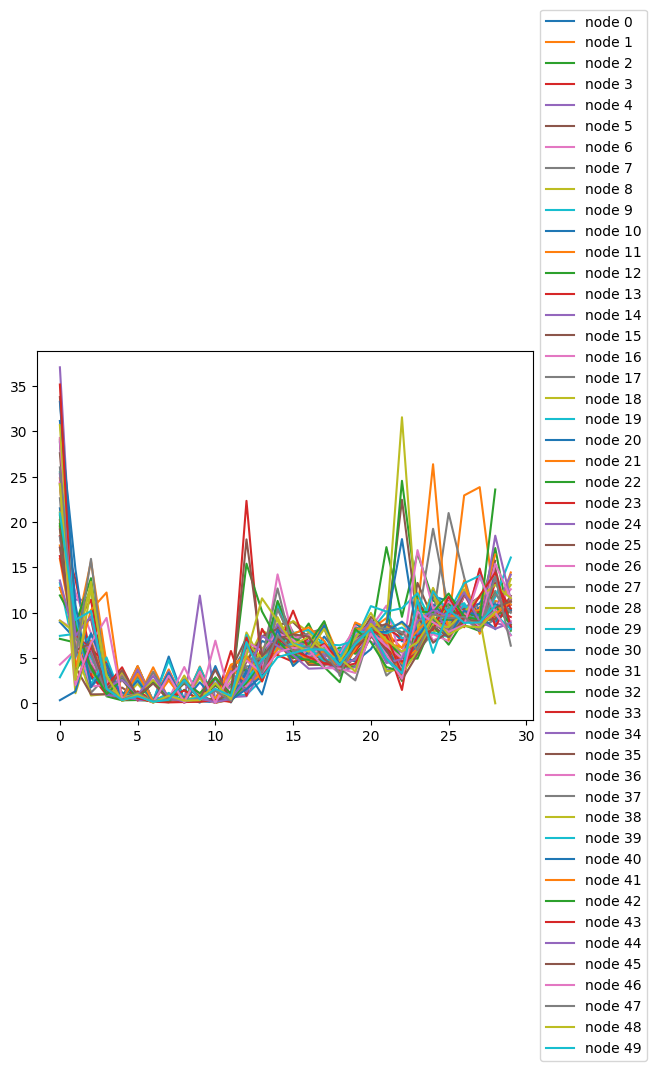 node 0
node 1
node 2
node 3
node 4
node 5
node 6
node 7
node 8
node 9
node 10
node 11
node 12
node 13
node 14
node 15
node 16
node 17
node 18
node 19
node 20
node 21
node 22
node 23
node 24
node 25
node 26
node 27
node 28
node 29
node 30
node 31
node 32
node 33
node 34
node 35
node 36
node 37
node 38
node 39
node 40
node 41
node 42
node 43
node 44
node 45
node 46
node 47
node 48
node 49
35
30
25
20
15
10
5
0
0 5 10 15 20 25 30